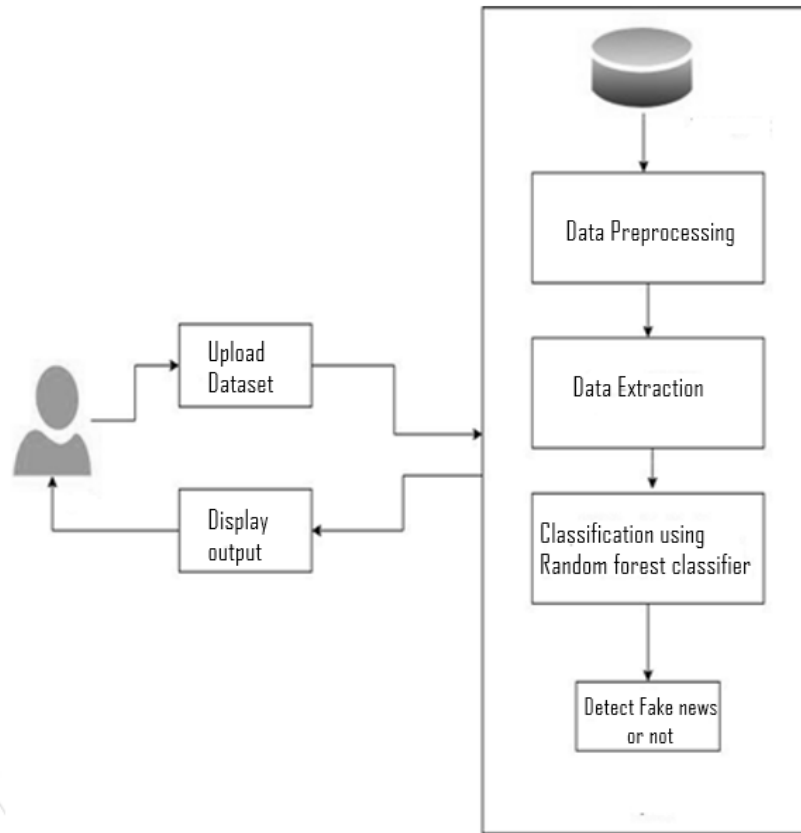 Data Preprocessing
Upload
Dataset
Data Extraction
Display
output
Classification using
Random forest classifier
Detect Fake news
or not